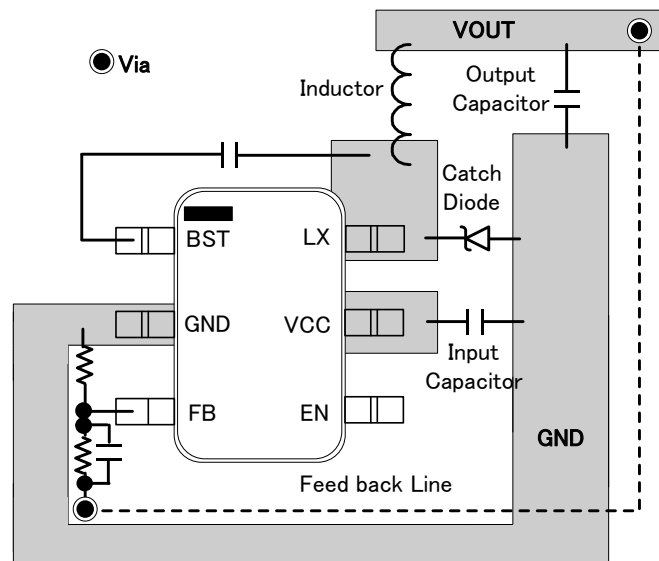 VOUT
Via
Inductor
Output
Capacitor
Catch
Diode
BST
LX
GND
VCC
Input
Capacitor
FB
EN
GND
Feed back Line